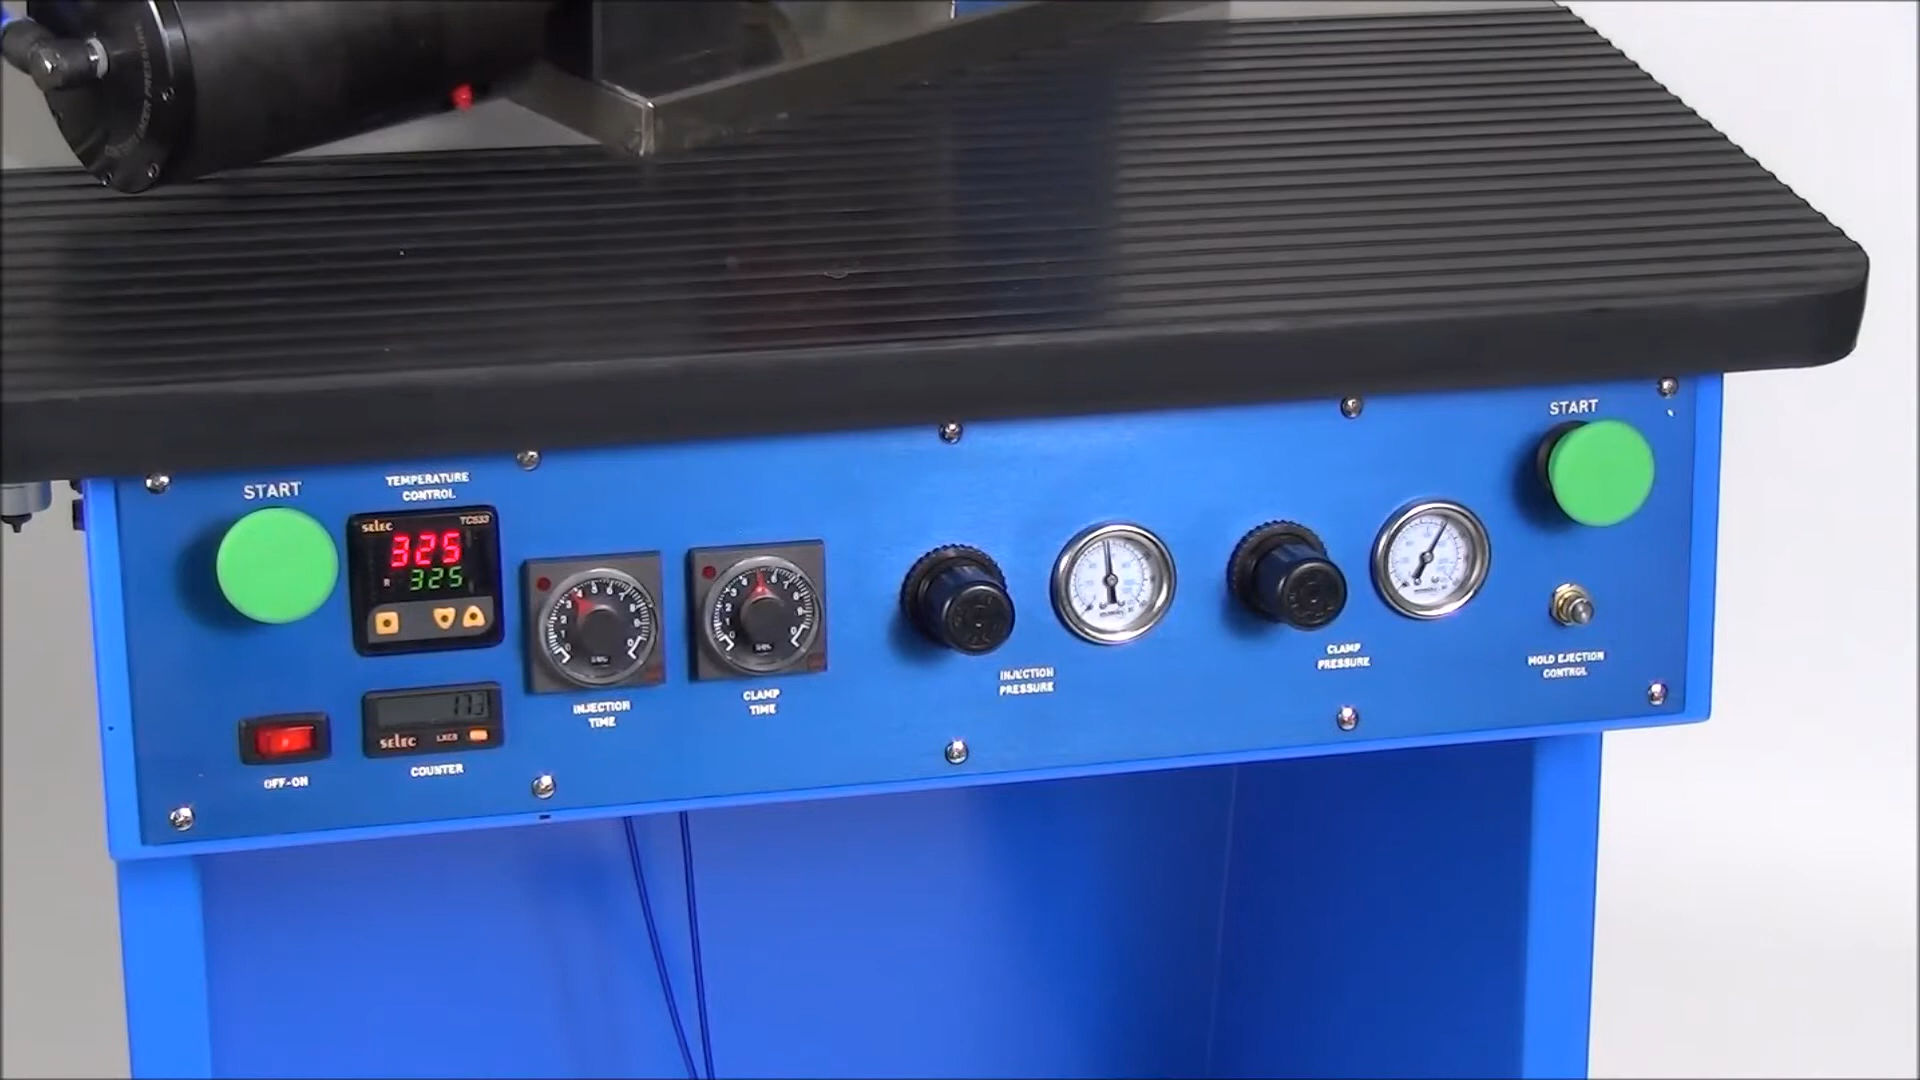 START
TEMPERATURE
CONTROL
selec
TC533
325
325
173
selec
COUNTER
OFF-ON
INJECTION
TIME
CLAMP
TIME
INJECTION
PRESSURE
CLAMP
PRESSURE
START
MOLD EJECTION
CONTROL